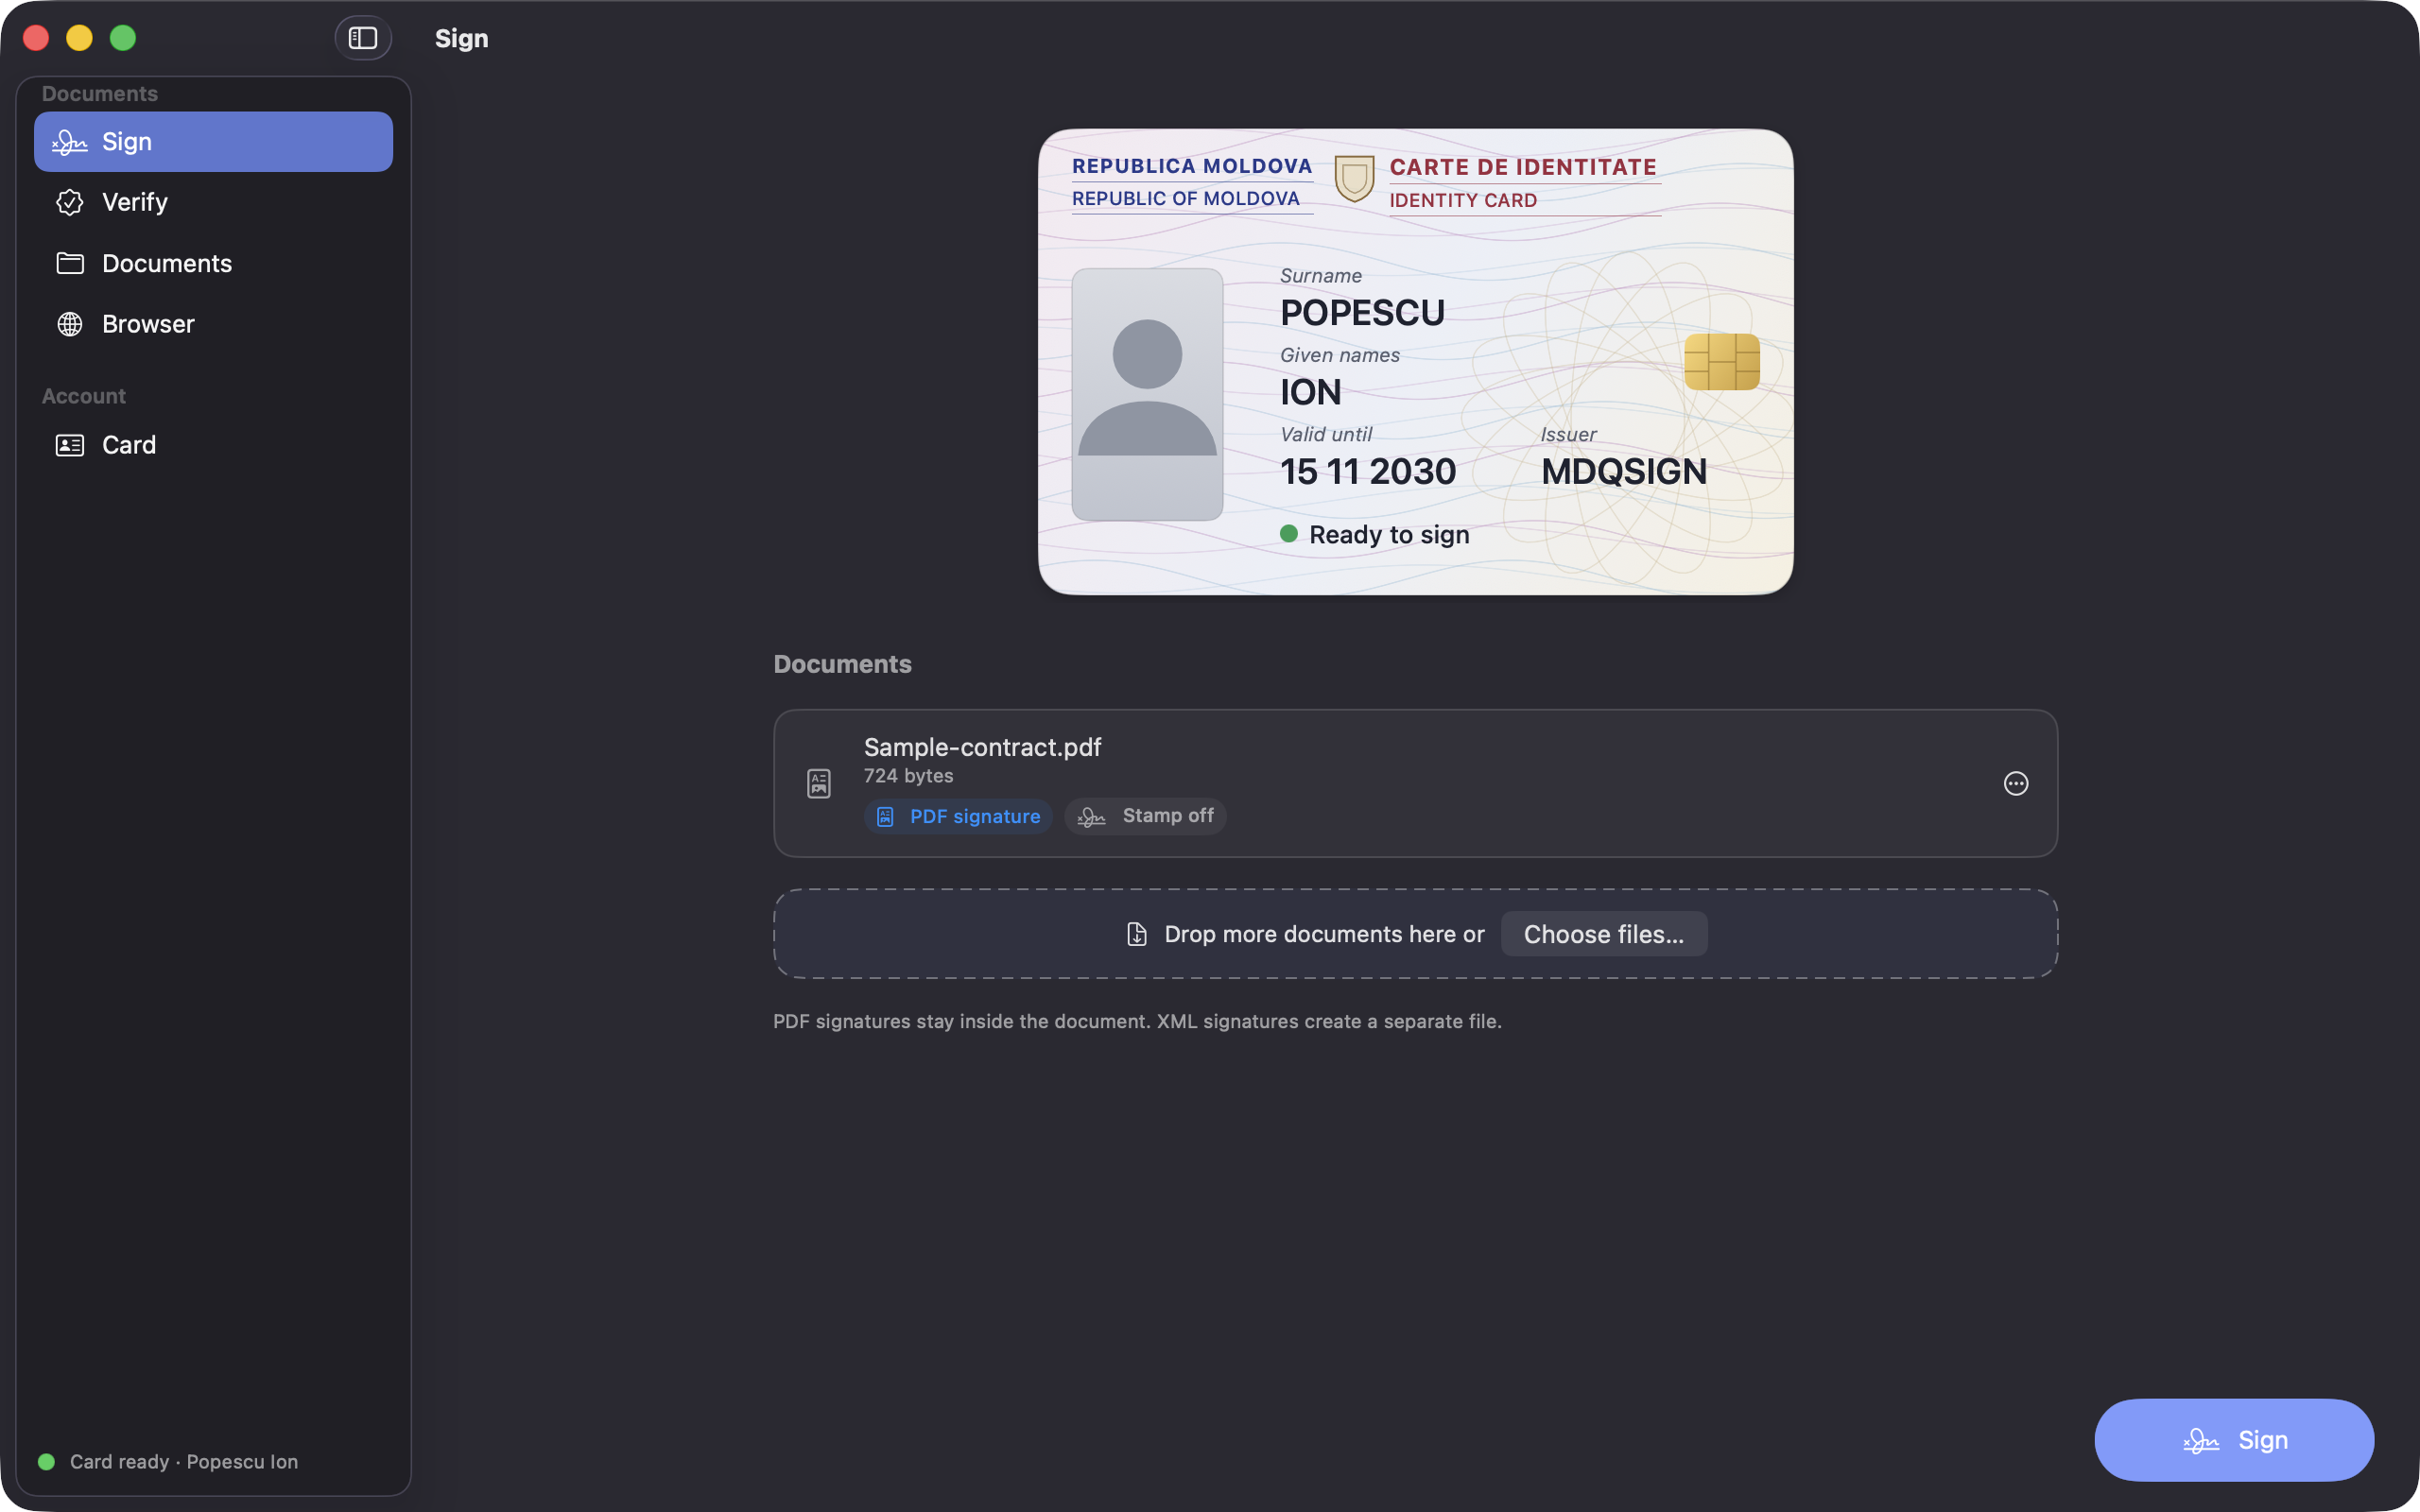 Sign
Documents
Sign
Verify
Documents
Browser
Account
Card
Card ready · Popescu Ion
REPUBLICA MOLDOVA
REPUBLIC OF MOLDOVA
CARTE DE IDENTITATE
IDENTITY CARD
Surname
POPESCU
Given names
ION
Valid until
15 11 2030
Issuer
MDQSIGN
Ready to sign
Documents
Sample-contract.pdf
724 bytes
PDF signature
Stamp off
Drop more documents here or
Choose files...
PDF signatures stay inside the document. XML signatures create a separate file.
Sign